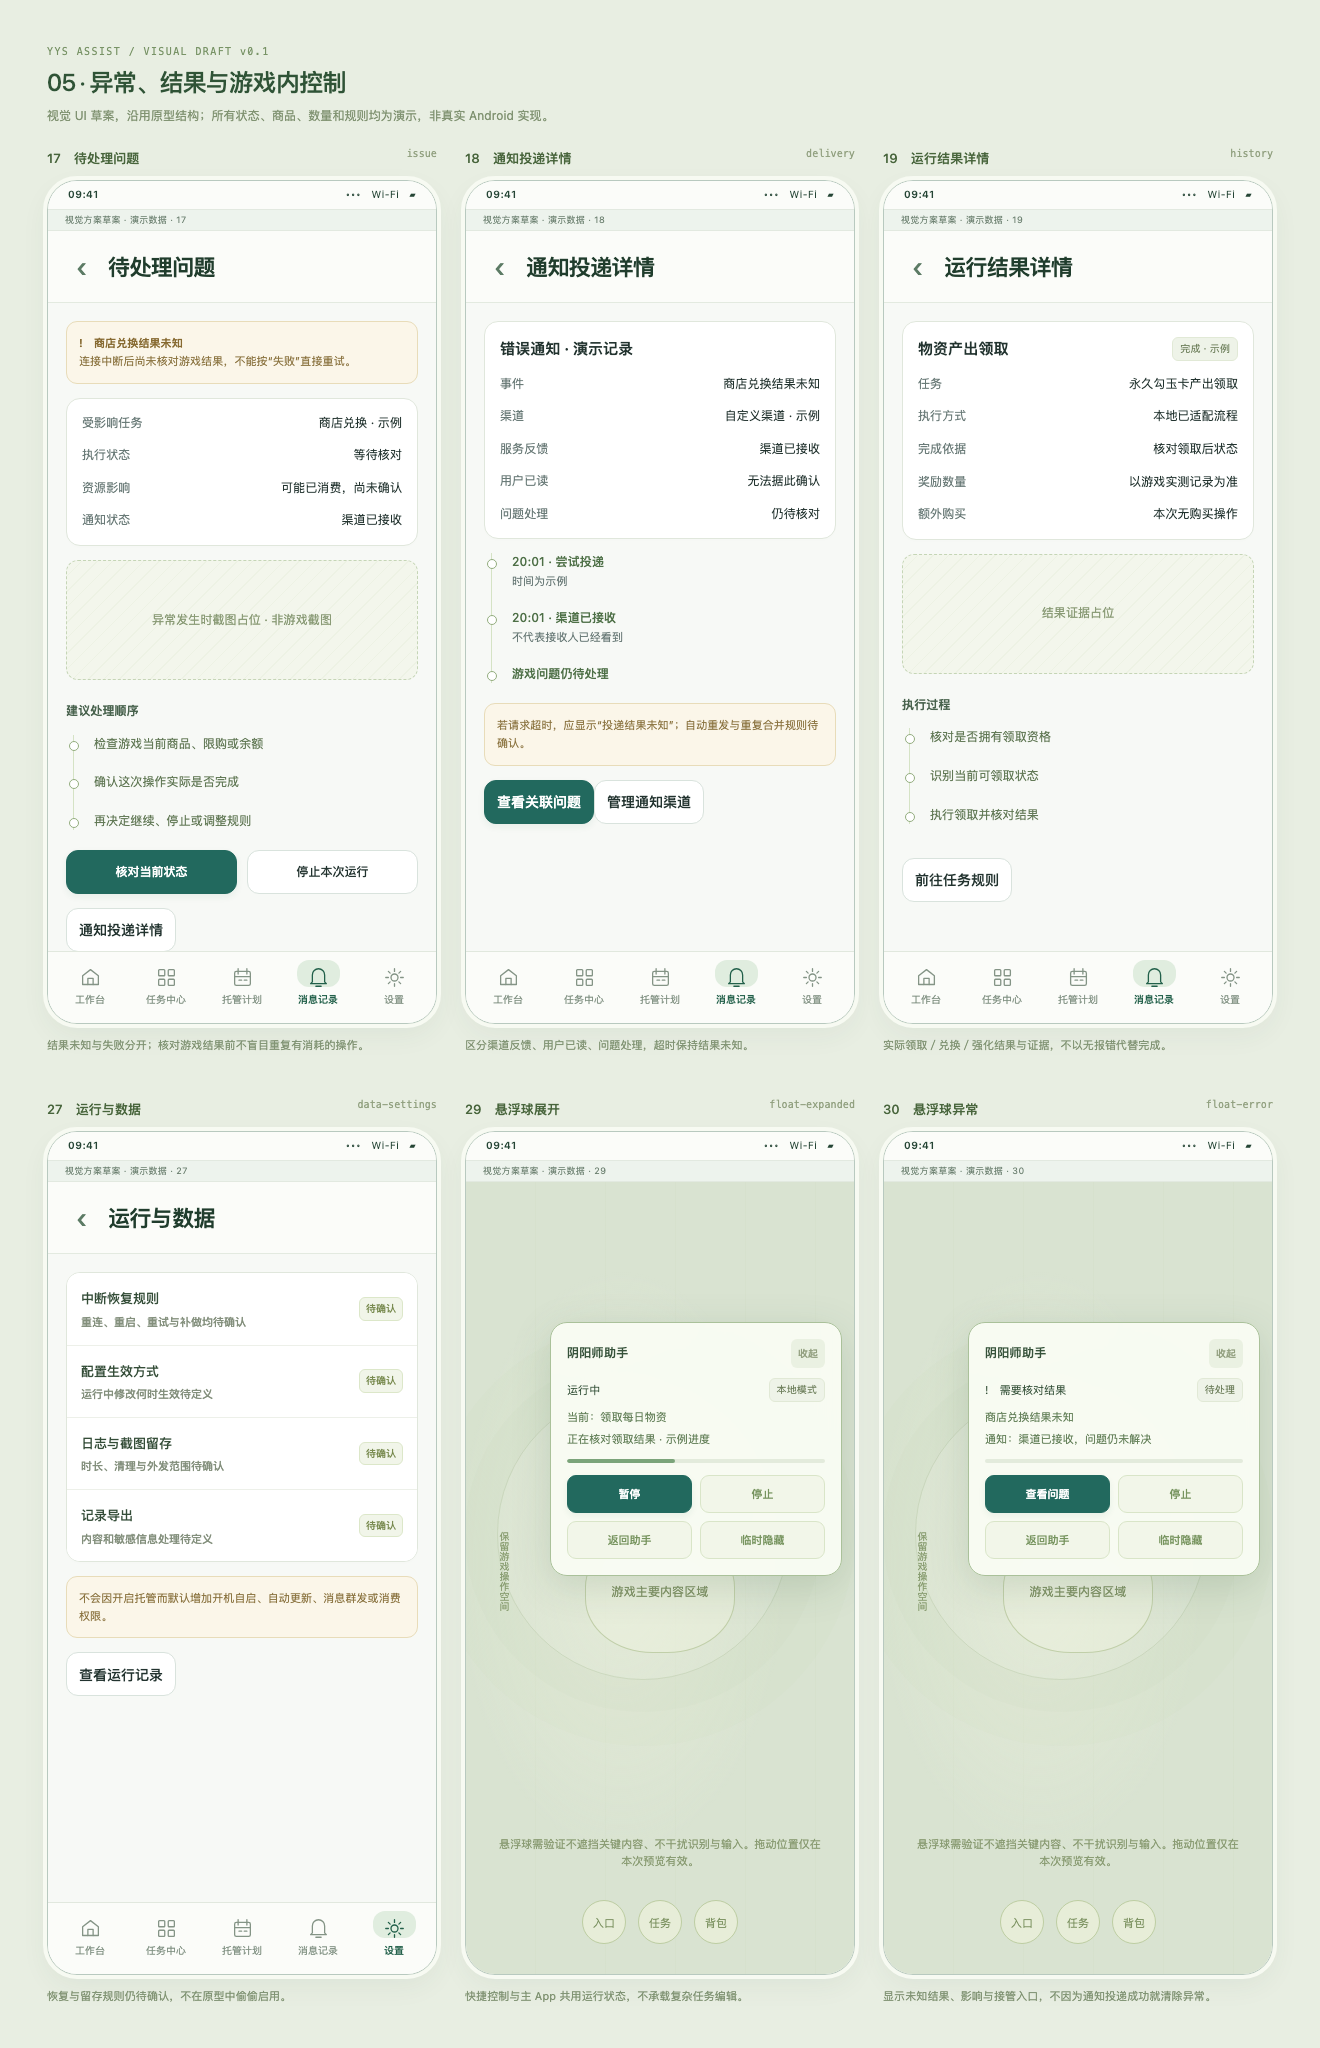 YYS ASSIST / VISUAL DRAFT v0.1
05 · 异常、结果与游戏内控制
视觉 UI 草案，沿用原型结构；所有状态、商品、数量和规则均为演示，非真实 Android 实现。
17 待处理问题
issue
09:41
••• Wi-Fi
视觉方案草案 · 演示数据 · 17
‹ 待处理问题
! 商店兑换结果未知
连接中断后尚未核对游戏结果，不能按“失败”直接重试。
受影响任务 商店兑换 · 示例
执行状态 等待核对
资源影响 可能已消费，尚未确认
通知状态 渠道已接收
异常发生时截图占位 · 非游戏截图
建议处理顺序
检查游戏当前商品、限购或余额
确认这次操作实际是否完成
再决定继续、停止或调整规则
核对当前状态 停止本次运行
通知投递详情
工作台 任务中心 托管计划 消息记录 设置
结果未知与失败分开；核对游戏结果前不盲目重复有消耗的操作。
18 通知投递详情
delivery
09:41
••• Wi-Fi
视觉方案草案 · 演示数据 · 18
‹ 通知投递详情
错误通知 · 演示记录
事件 商店兑换结果未知
渠道 自定义渠道 · 示例
服务反馈 渠道已接收
用户已读 无法据此确认
问题处理 仍待核对
20:01 · 尝试投递
时间为示例
20:01 · 渠道已接收
不代表接收人已经看到
游戏问题仍待处理
若请求超时，应显示“投递结果未知”；自动重发与重复合并规则待
确认。
查看关联问题 管理通知渠道
工作台 任务中心 托管计划 消息记录 设置
区分渠道反馈、用户已读、问题处理，超时保持结果未知。
19 运行结果详情
history
09:41
••• Wi-Fi
视觉方案草案 · 演示数据 · 19
‹ 运行结果详情
物资产出领取 完成 · 示例
任务 永久勾玉卡产出领取
执行方式 本地已适配流程
完成依据 核对领取后状态
奖励数量 以游戏实测记录为准
额外购买 本次无购买操作
结果证据占位
执行过程
核对是否拥有领取资格
识别当前可领取状态
执行领取并核对结果
前往任务规则
工作台 任务中心 托管计划 消息记录 设置
实际领取 / 兑换 / 强化结果与证据，不以无报错代替完成。
27 运行与数据
data-settings
09:41
••• Wi-Fi
视觉方案草案 · 演示数据 · 27
‹ 运行与数据
中断恢复规则 待确认
重连、重启、重试与补做均待确认
配置生效方式 待确认
运行中修改何时生效待定义
日志与截图留存 待确认
时长、清理与外发范围待确认
记录导出 待确认
内容和敏感信息处理待定义
不会因开启托管而默认增加开机自启、自动更新、消息群发或消费
权限。
查看运行记录
工作台 任务中心 托管计划 消息记录 设置
恢复与留存规则仍待确认，不在原型中偷偷启用。
29 悬浮球展开
float-expanded
09:41
••• Wi-Fi
视觉方案草案 · 演示数据 · 29
阴阳师助手 收起
运行中 本地模式
当前：领取每日物资
正在核对领取结果 · 示例进度
暂停 停止
返回助手 临时隐藏
保留游戏操作空间
游戏主要内容区域
悬浮球需验证不遮挡关键内容、不干扰识别与输入。拖动位置仅在
本次预览有效。
入口 任务 背包
快捷控制与主 App 共用运行状态，不承载复杂任务编辑。
30 悬浮球异常
float-error
09:41
••• Wi-Fi
视觉方案草案 · 演示数据 · 30
阴阳师助手 收起
! 需要核对结果 待处理
商店兑换结果未知
通知：渠道已接收，问题仍未解决
查看问题 停止
返回助手 临时隐藏
保留游戏操作空间
游戏主要内容区域
悬浮球需验证不遮挡关键内容、不干扰识别与输入。拖动位置仅在
本次预览有效。
入口 任务 背包
显示未知结果、影响与接管入口，不因为通知投递成功就清除异常。